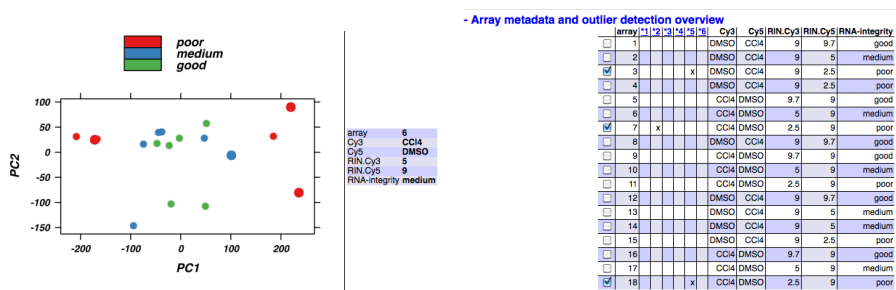 poor
medium
good
100
50
0
-50
-100
-150
-200
-100
0
100
200
PC2
PC1
array 6
Cy3 CCl4
Cy5 DMSO
RIN.Cy3 5
RIN.Cy5 9
RNA-integrity medium
- Array metadata and outlier detection overview
array *1 *2 *3 *4 *5 *6 Cy3 Cy5 RIN.Cy3 RIN.Cy5 RNA-integrity
1 DMSO CCl4 9 9.7 good
2 DMSO CCl4 9 5 medium
3 x DMSO CCl4 9 2.5 poor
4 DMSO CCl4 9 2.5 poor
5 CCl4 DMSO 9.7 9 good
6 CCl4 DMSO 5 9 medium
7 x CCl4 DMSO 2.5 9 poor
8 DMSO CCl4 9 9.7 good
9 CCl4 DMSO 9.7 9 good
10 CCl4 DMSO 5 9 medium
11 CCl4 DMSO 2.5 9 poor
12 DMSO CCl4 9 9.7 good
13 DMSO CCl4 9 5 medium
14 DMSO CCl4 9 5 medium
15 DMSO CCl4 9 2.5 poor
16 CCl4 DMSO 9.7 9 good
17 CCl4 DMSO 5 9 medium
18 x CCl4 DMSO 2.5 9 poor